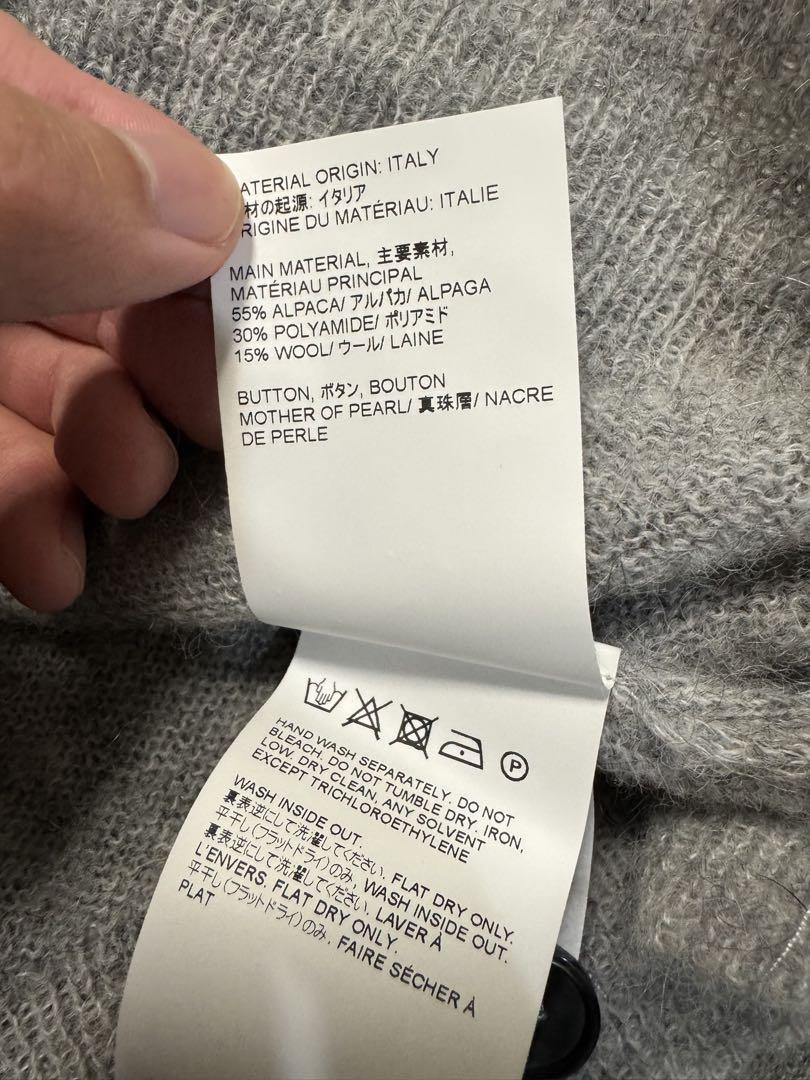 ATERIAL ORIGIN: ITALY
材の起源: イタリア
RIGINE DU MATÉRIAU: ITALIE
MAIN MATERIAL, 主要素材,
MATÉRIAU PRINCIPAL
55% ALPACA/ アルパカ/ ALPAGA
30% POLYAMIDE/ ポリアミド
15% WOOL/ ウール/ LAINE
BUTTON, ボタン, BOUTON
MOTHER OF PEARL/ 真珠層/ NACRE
DE PERLE
P
HAND WASH SEPARATELY. DO NOT
BLEACH. DO NOT TUMBLE DRY. IRON,
LOW. DRY CLEAN, ANY SOLVENT
EXCEPT TRICHLOROETHYLENE
WASH INSIDE OUT.
裏表逆にして洗濯してください. FLAT DRY ONLY.
平干し(フラットドライ)のみ. WASH INSIDE OUT.
裏表逆にして洗濯してください. LAVER À
L'ENVERS. FLAT DRY ONLY.
平干し(フラットドライ)のみ. FAIRE SÉCHER À
PLAT